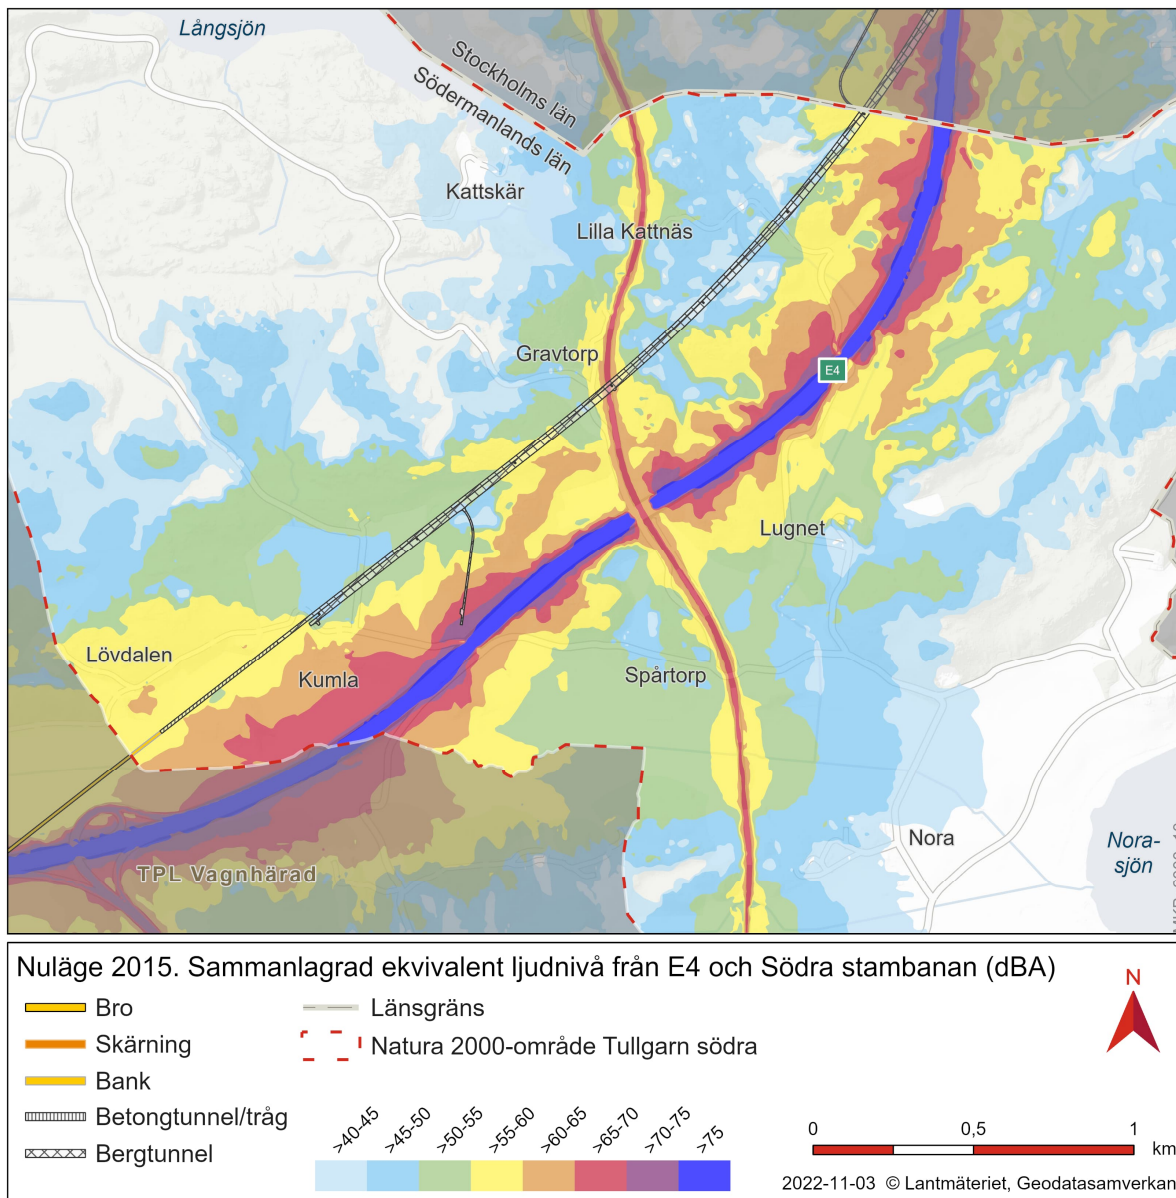 Långsjön
Stockholms län
Södermanlands län
Kattskär
Lilla Kattnäs
Gravtorp
E4
Lugnet
Lövdalen
Kumla
Spårtorp
Nora
Nora-
sjön
TPL Vagnhärad
Nuläge 2015. Sammanlagrad ekvivalent ljudnivå från E4 och Södra stambanan (dBA)
Bro
Skärning
Bank
Betongtunnel/tråg
Bergtunnel
Länsgräns
Natura 2000-område Tullgarn södra
>40-45 >45-50 >50-55 >55-60 >60-65 >65-70 >70-75 >75
N
0 0,5 1
km
2022-11-03 © Lantmäteriet, Geodatasamverkan